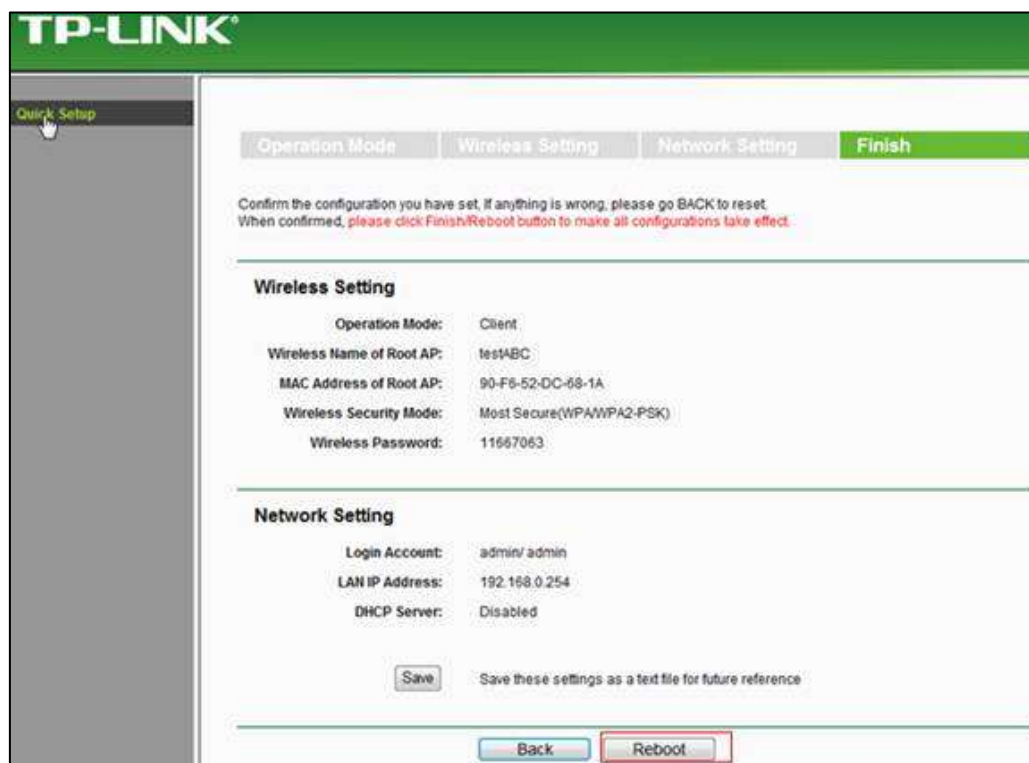 TP-LINK®
Quick Setup
Operation Mode Wireless Setting Network Setting Finish
Confirm the configuration you have set, If anything is wrong, please go BACK to reset.
When confirmed, please click Finish/Reboot button to make all configurations take effect.
Wireless Setting
Operation Mode: Client
Wireless Name of Root AP: testABC
MAC Address of Root AP: 90-F6-52-DC-68-1A
Wireless Security Mode: Most Secure(WPA/WPA2-PSK)
Wireless Password: 11667063
Network Setting
Login Account: admin/ admin
LAN IP Address: 192.168.0.254
DHCP Server: Disabled
Save Save these settings as a text file for future reference
Back Reboot